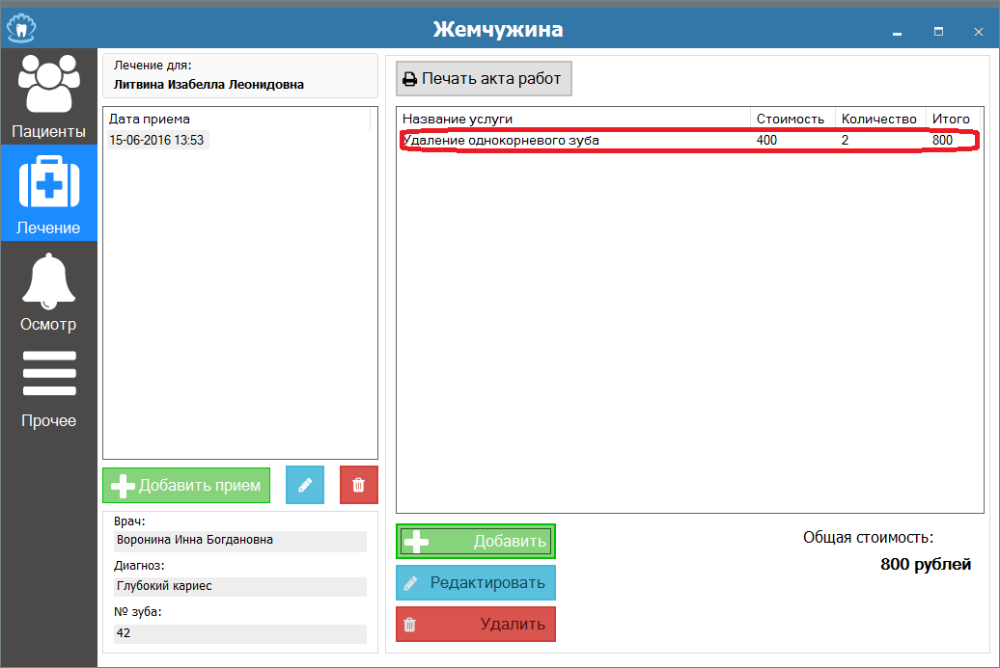 Жемчужина
Пациенты
Лечение
Осмотр
Прочее
Лечение для:
Литвина Изабелла Леонидовна
Дата приема
15-06-2016 13:53
Добавить прием
Врач:
Воронина Инна Богдановна
Диагноз:
Глубокий кариес
№ зуба:
42
Печать акта работ
Название услуги Стоимость Количество Итого
Удаление однокорневого зуба 400 2 800
Добавить
Редактировать
Удалить
Общая стоимость:
800 рублей